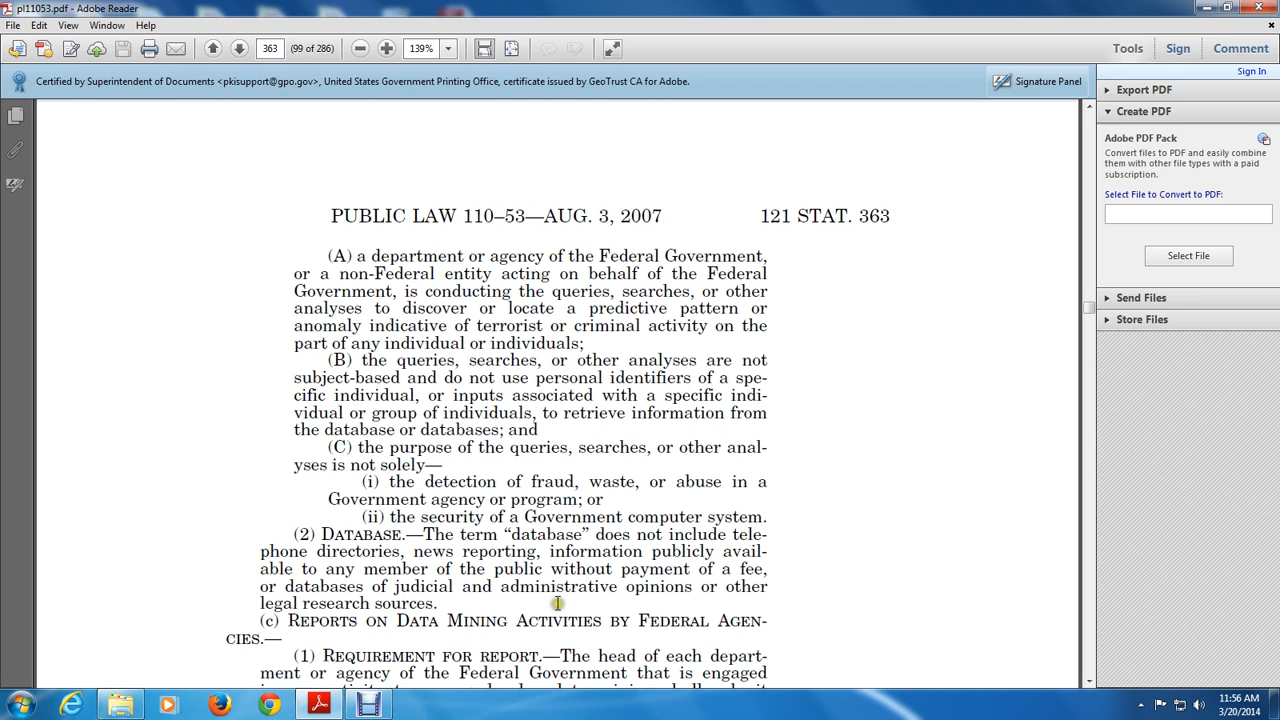 pl11053.pdf - Adobe Reader
File Edit View Window Help
363 (99 of 286) 139% Tools Sign Comment
Certified by Superintendent of Documents <pkisupport@gpo.gov>, United States Government Printing Office, certificate issued by GeoTrust CA for Adobe. Signature Panel
Sign In
Export PDF
Create PDF
Adobe PDF Pack
Convert files to PDF and easily combine
them with other file types with a paid
subscription.
Select File to Convert to PDF:
Select File
Send Files
Store Files
PUBLIC LAW 110–53—AUG. 3, 2007 121 STAT. 363
(A) a department or agency of the Federal Government,
or a non-Federal entity acting on behalf of the Federal
Government, is conducting the queries, searches, or other
analyses to discover or locate a predictive pattern or
anomaly indicative of terrorist or criminal activity on the
part of any individual or individuals;
(B) the queries, searches, or other analyses are not
subject-based and do not use personal identifiers of a spe-
cific individual, or inputs associated with a specific indi-
vidual or group of individuals, to retrieve information from
the database or databases; and
(C) the purpose of the queries, searches, or other anal-
yses is not solely—
(i) the detection of fraud, waste, or abuse in a
Government agency or program; or
(ii) the security of a Government computer system.
(2) DATABASE.—The term “database” does not include tele-
phone directories, news reporting, information publicly avail-
able to any member of the public without payment of a fee,
or databases of judicial and administrative opinions or other
legal research sources.
(c) REPORTS ON DATA MINING ACTIVITIES BY FEDERAL AGEN-
CIES.—
(1) REQUIREMENT FOR REPORT.—The head of each depart-
ment or agency of the Federal Government that is engaged
11:56 AM
3/20/2014